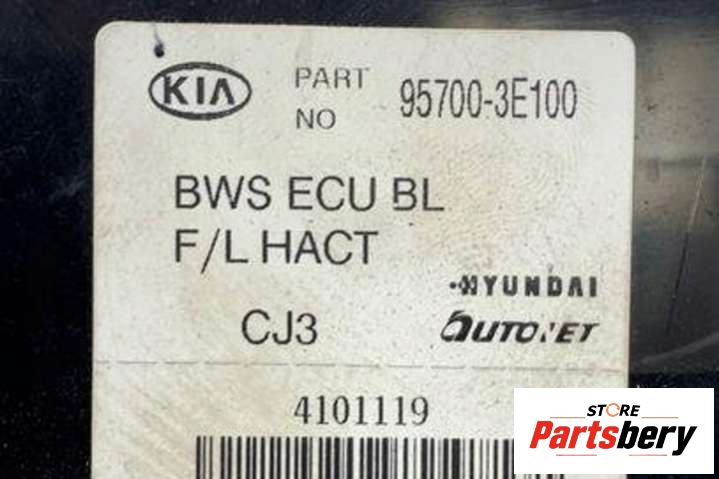 KIA PART NO 95700-3E100
BWS ECU BL
F/L HACT
HYUNDAI
CJ3 AUTONET
4101119
STORE
Partsbery